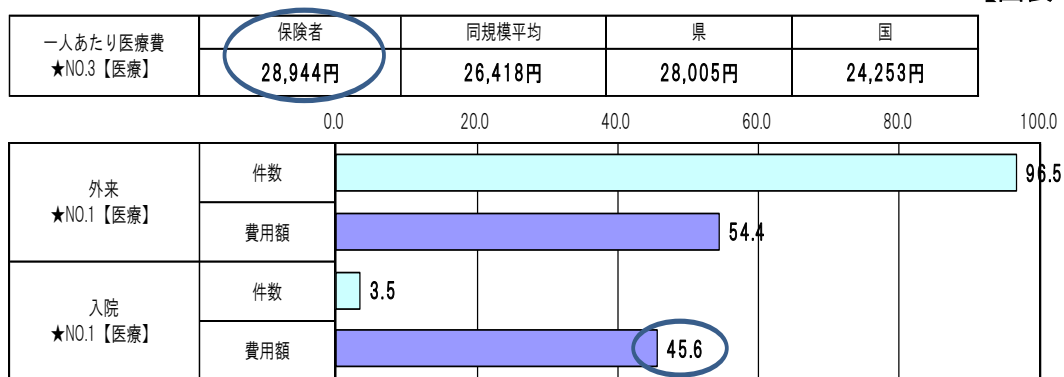 一人あたり医療費
★NO.3【医療】
保険者 同規模平均 県 国
28,944円 26,418円 28,005円 24,253円
0.0 20.0 40.0 60.0 80.0 100.0
外来
★NO.1【医療】
件数 96.5
費用額 54.4
入院
★NO.1【医療】
件数 3.5
費用額 45.6